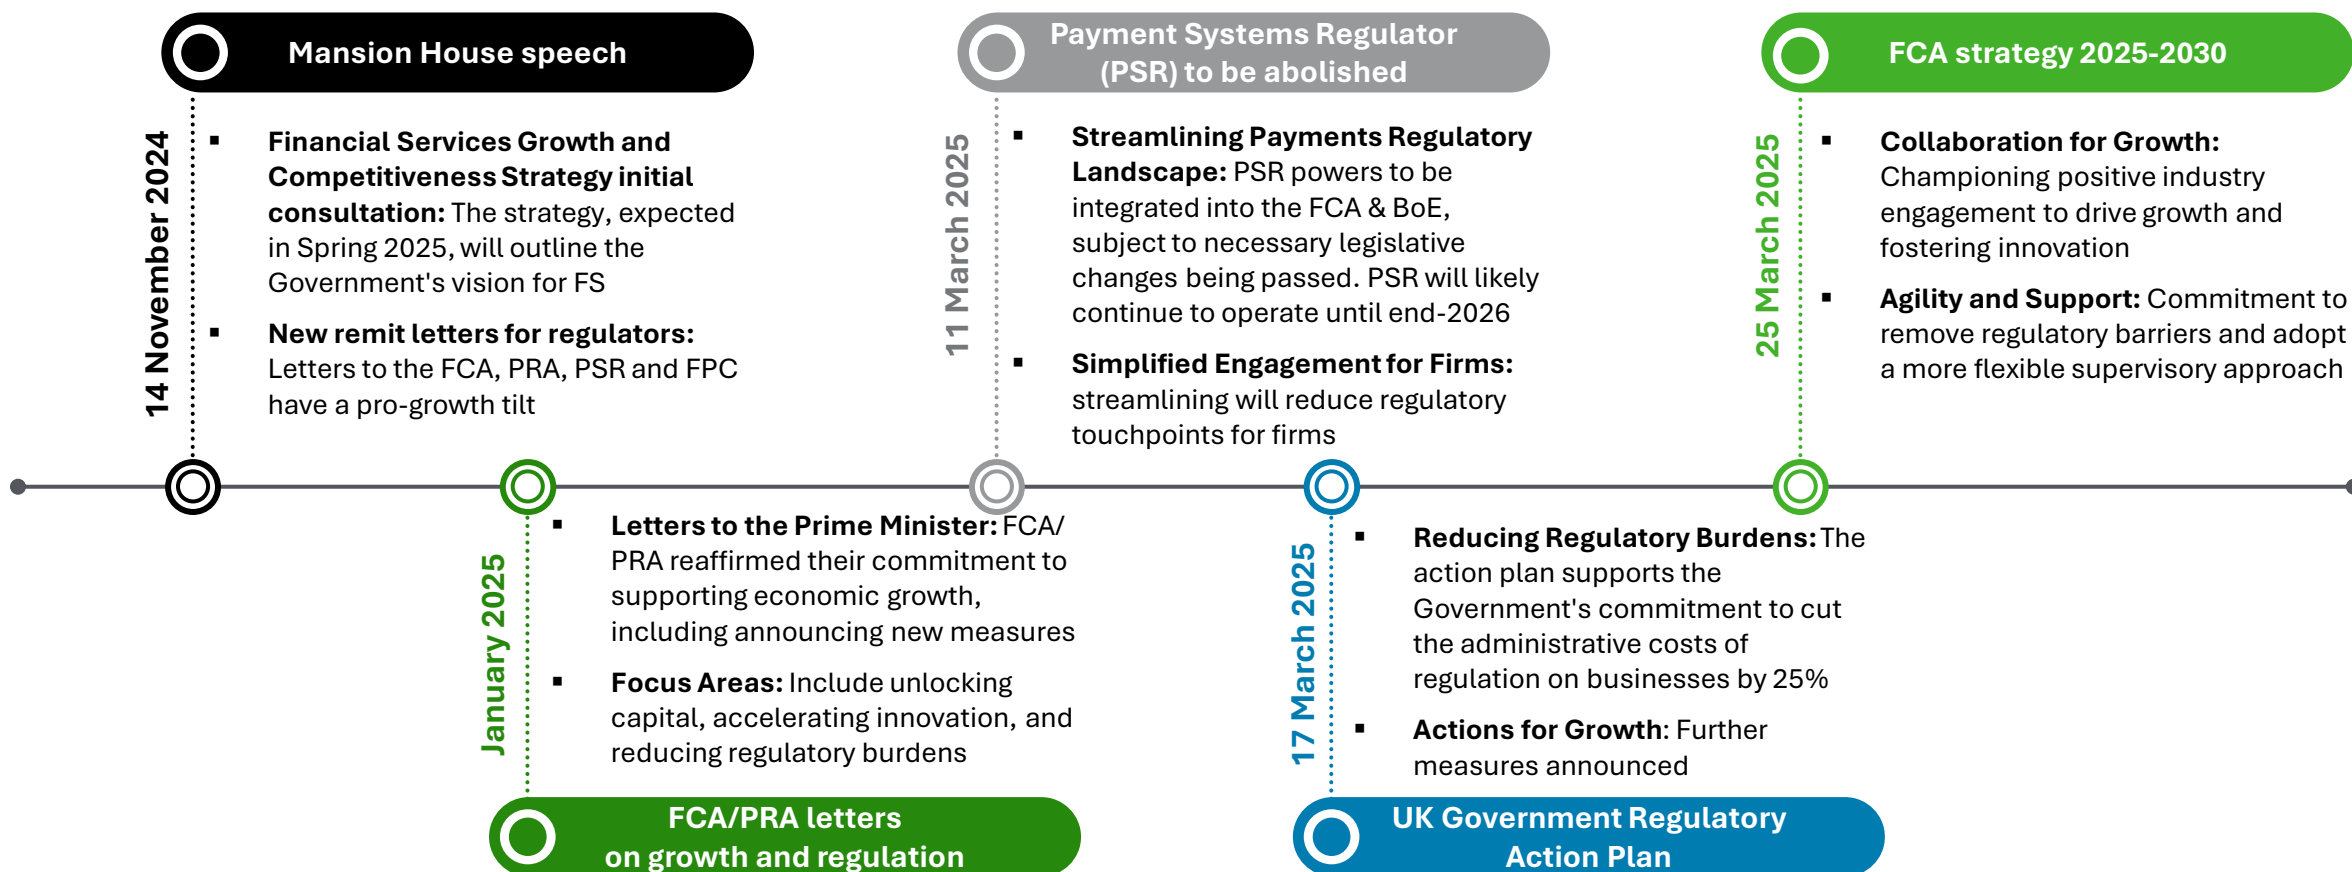 Mansion House speech
14 November 2024
▪ Financial Services Growth and
Competitiveness Strategy initial
consultation: The strategy, expected
in Spring 2025, will outline the
Government's vision for FS
▪ New remit letters for regulators:
Letters to the FCA, PRA, PSR and FPC
have a pro-growth tilt
January 2025
▪ Letters to the Prime Minister: FCA/
PRA reaffirmed their commitment to
supporting economic growth,
including announcing new measures
▪ Focus Areas: Include unlocking
capital, accelerating innovation, and
reducing regulatory burdens
FCA/PRA letters
on growth and regulation
Payment Systems Regulator
(PSR) to be abolished
11 March 2025
▪ Streamlining Payments Regulatory
Landscape: PSR powers to be
integrated into the FCA & BoE,
subject to necessary legislative
changes being passed. PSR will likely
continue to operate until end-2026
▪ Simplified Engagement for Firms:
streamlining will reduce regulatory
touchpoints for firms
17 March 2025
▪ Reducing Regulatory Burdens: The
action plan supports the
Government's commitment to cut
the administrative costs of
regulation on businesses by 25%
▪ Actions for Growth: Further
measures announced
UK Government Regulatory
Action Plan
FCA strategy 2025-2030
25 March 2025
▪ Collaboration for Growth:
Championing positive industry
engagement to drive growth and
fostering innovation
▪ Agility and Support: Commitment to
remove regulatory barriers and adopt
a more flexible supervisory approach